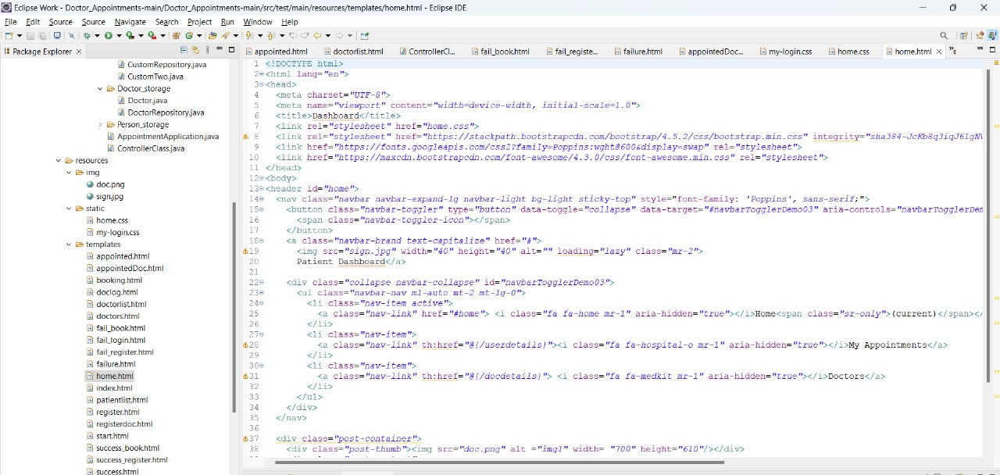 Eclipse Work - Doctor_Appointments-main/Doctor_Appointments-main/src/test/main/resources/templates/home.html - Eclipse IDE
File Edit Source Source Navigate Search Project Run Window Help
Package Explorer
appointed.html doctorlist.html ControllerCl... fail_book.html fail_registe... failure.html appointedDoc... my-login.css home.css home.html »6
CustomRepository.java
CustomTwo.java
Doctor_storage
Doctor.java
DoctorRepository.java
Person_storage
AppointmentApplication.java
ControllerClass.java
resources
img
doc.png
sign.jpg
static
home.css
my-login.css
templates
appointed.html
appointedDoc.html
booking.html
doclog.html
doctorlist.html
doctors.html
fail_book.html
fail_login.html
fail_register.html
failure.html
home.html
index.html
patientlist.html
register.html
registerdoc.html
start.html
success_book.html
success_register.html
success.html
1 <!DOCTYPE html>
2 <html lang="en">
3 <head>
4 <meta charset="UTF-8">
5 <meta name="viewport" content="width=device-width, initial-scale=1.0">
6 <title>Dashboard</title>
7 <link rel="stylesheet" href="home.css">
8 <link rel="stylesheet" href="https://stackpath.bootstrapcdn.com/bootstrap/4.5.2/css/bootstrap.min.css" integrity="sha384-JcKb8q3iqJ61gNV
9 <link href="https://fonts.googleapis.com/css2?family=Poppins:wght@600&display=swap" rel="stylesheet">
10 <link href="https://maxcdn.bootstrapcdn.com/font-awesome/4.3.0/css/font-awesome.min.css" rel="stylesheet">
11 </head>
12 <body>
13 <header id="home">
14 <nav class="navbar navbar-expand-lg navbar-light bg-light sticky-top" style="font-family: 'Poppins', sans-serif;">
15 <button class="navbar-toggler" type="button" data-toggle="collapse" data-target="#navbarTogglerDemo03" aria-controls="navbarTogglerDem
16 <span class="navbar-toggler-icon"></span>
17 </button>
18 <a class="navbar-brand text-capitalize" href="#">
19 <img src="sign.jpg" width="40" height="40" alt="" loading="lazy" class="mr-2">
20 Patient Dashboard</a>
21
22 <div class="collapse navbar-collapse" id="navbarTogglerDemo03">
23 <ul class="navbar-nav ml-auto mt-2 mt-lg-0">
24 <li class="nav-item active">
25 <a class="nav-link" href="#home"> <i class="fa fa-home mr-1" aria-hidden="true"></i>Home<span class="sr-only">(current)</span></
26 </li>
27 <li class="nav-item">
28 <a class="nav-link" th:href="@{/userdetails}"><i class="fa fa-hospital-o mr-1" aria-hidden="true"></i>My Appointments</a>
29 </li>
30 <li class="nav-item">
31 <a class="nav-link" th:href="@{/docdetails}"> <i class="fa fa-medkit mr-1" aria-hidden="true"></i>Doctors</a>
32 </li>
33 </ul>
34 </div>
35 </nav>
36
37 <div class="post-container">
38 <div class="post-thumb"><img src="doc.png" alt ="img1" width= "700" height="610"/></div>